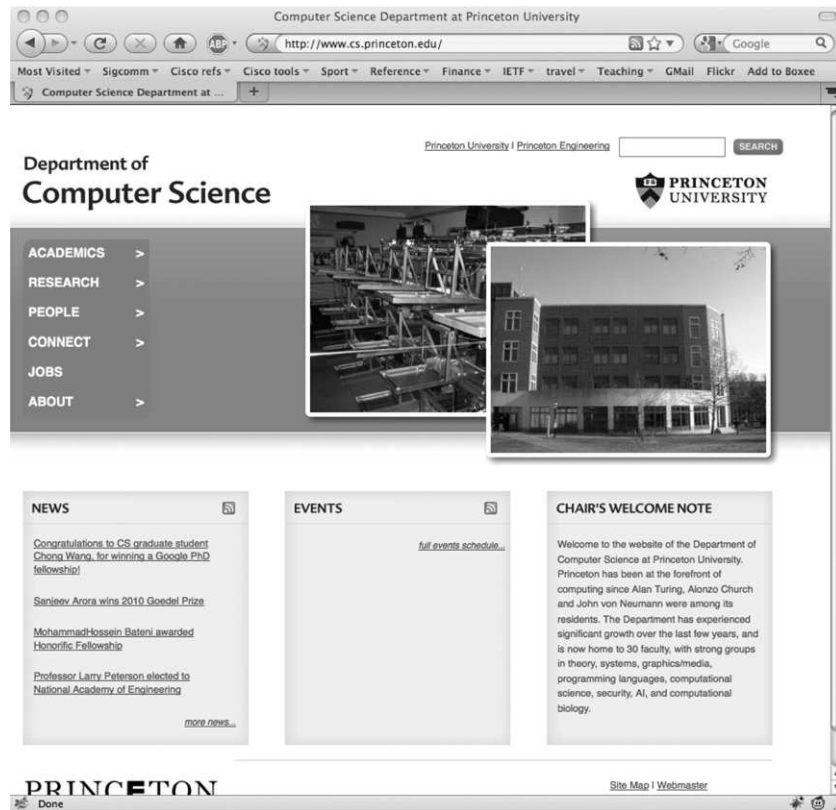 Computer Science Department at Princeton University
ABP http://www.cs.princeton.edu/ Google
Most Visited Sigcomm Cisco refs Cisco tools Sport Reference Finance IETF travel Teaching GMail Flickr Add to Boxee
Computer Science Department at ... +
Princeton University | Princeton Engineering SEARCH
Department of
Computer Science
PRINCETON
UNIVERSITY
ACADEMICS >
RESEARCH >
PEOPLE >
CONNECT >
JOBS
ABOUT >
NEWS
Congratulations to CS graduate student
Chong Wang, for winning a Google PhD
fellowship!
Sanjeev Arora wins 2010 Goedel Prize
MohammadHossein Bateni awarded
Honorific Fellowship
Professor Larry Peterson elected to
National Academy of Engineering
more news...
EVENTS
full events schedule...
CHAIR'S WELCOME NOTE
Welcome to the website of the Department of
Computer Science at Princeton University.
Princeton has been at the forefront of
computing since Alan Turing, Alonzo Church
and John von Neumann were among its
residents. The Department has experienced
significant growth over the last few years, and
is now home to 30 faculty, with strong groups
in theory, systems, graphics/media,
programming languages, computational
science, security, AI, and computational
biology.
PRINCETON
Site Map | Webmaster
Done